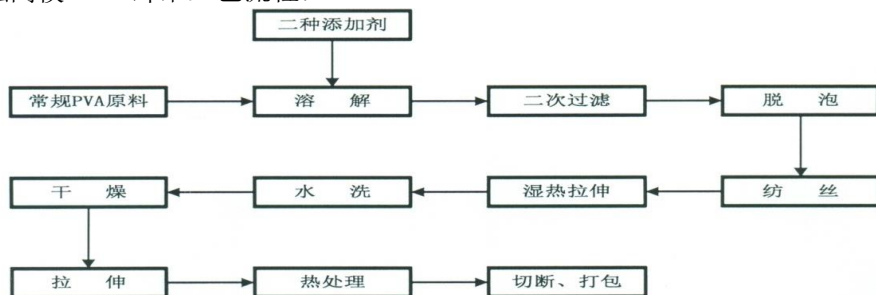 二种添加剂
常规PVA原料
溶 解
二次过滤
脱 泡
纺 丝
湿热拉伸
水 洗
干 燥
拉 伸
热处理
切断、打包